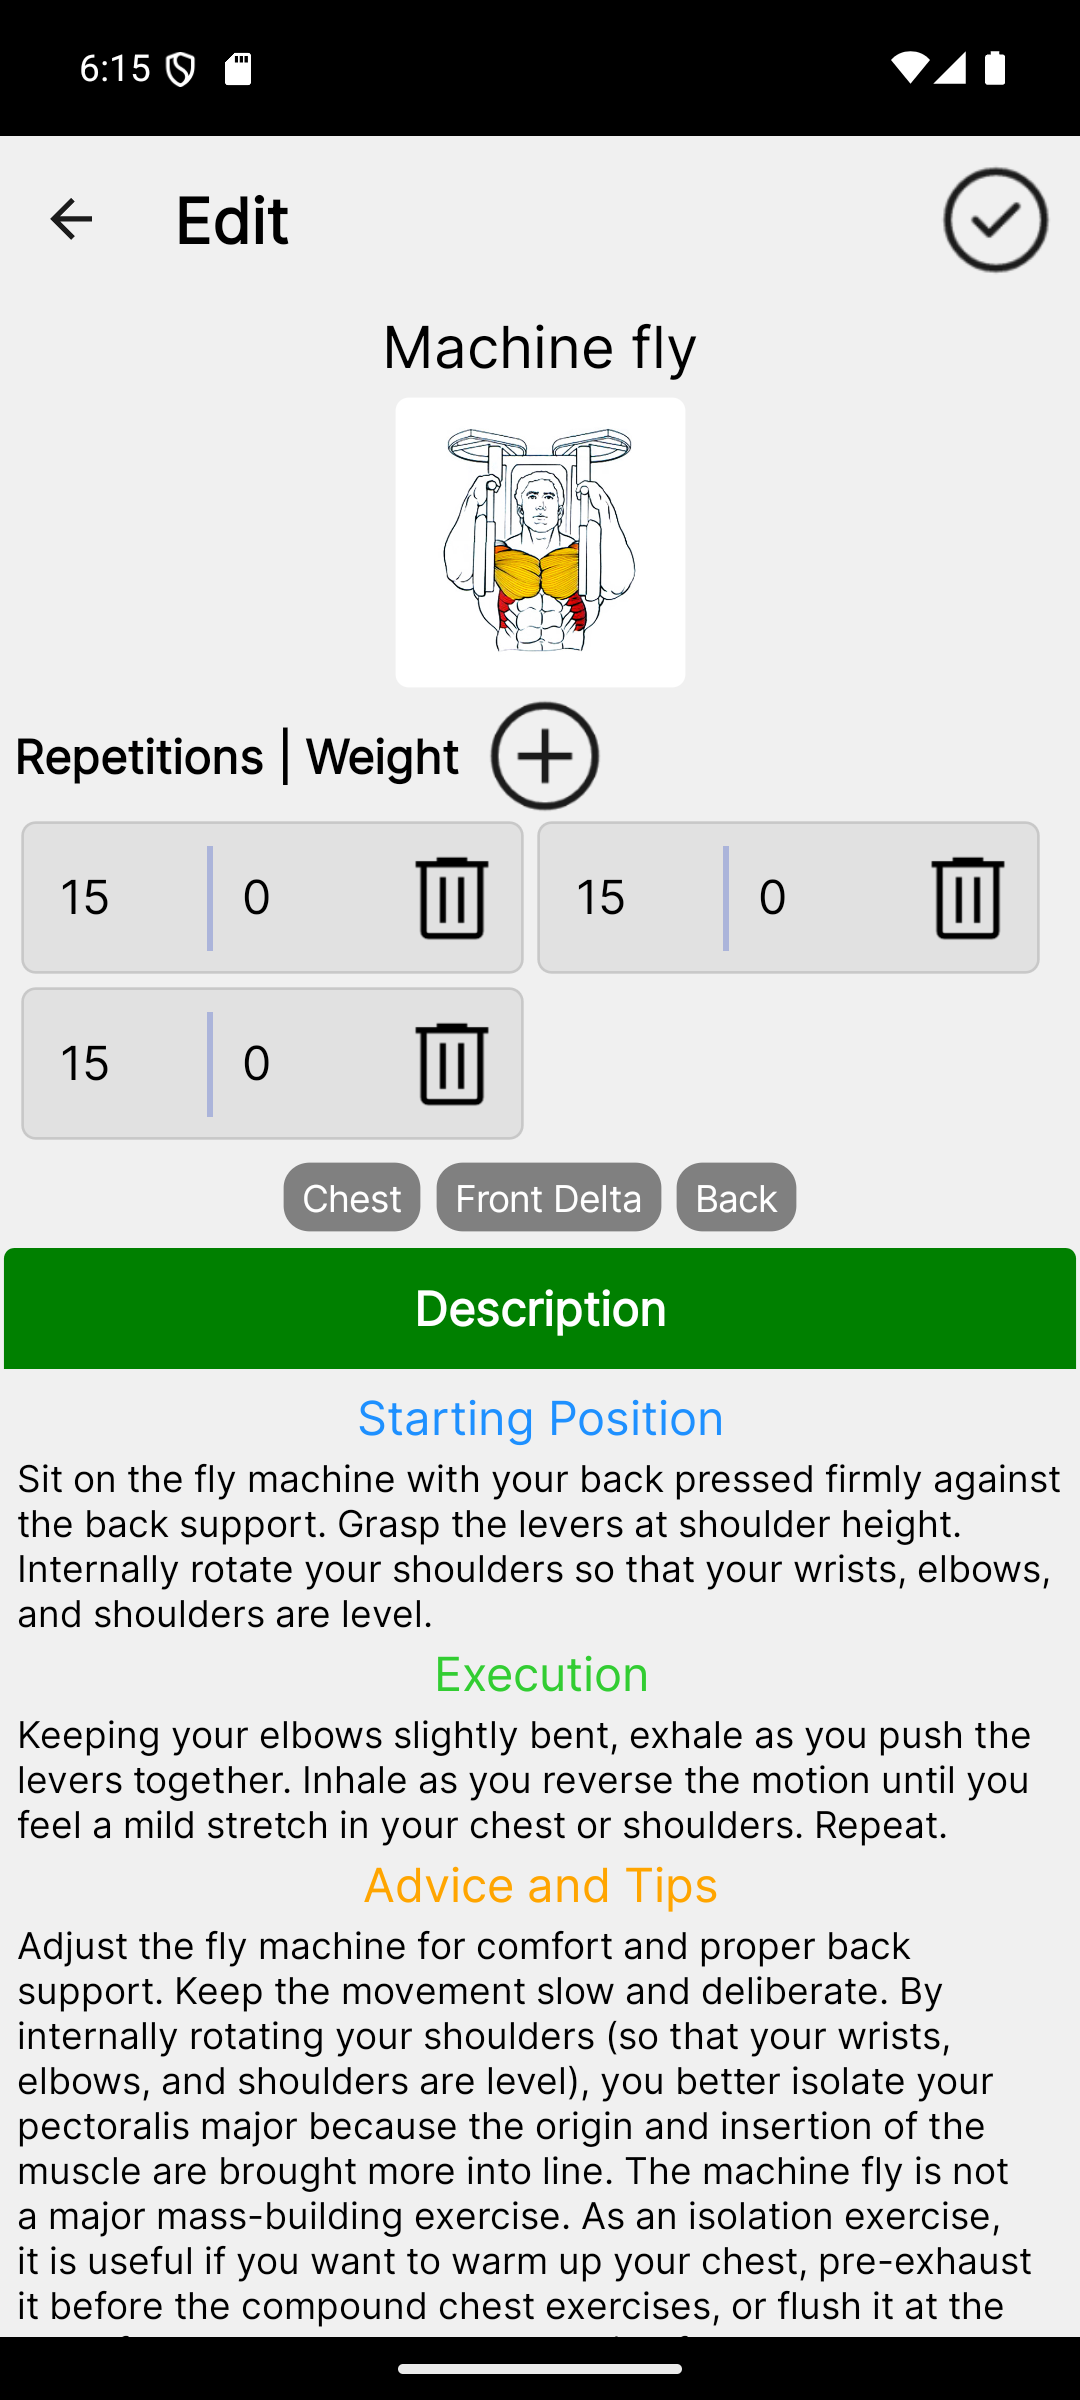 6:15
Edit
Machine fly
Repetitions | Weight
15 0 15 0
15 0
Chest Front Delta Back
Description
Starting Position
Sit on the fly machine with your back pressed firmly against
the back support. Grasp the levers at shoulder height.
Internally rotate your shoulders so that your wrists, elbows,
and shoulders are level.
Execution
Keeping your elbows slightly bent, exhale as you push the
levers together. Inhale as you reverse the motion until you
feel a mild stretch in your chest or shoulders. Repeat.
Advice and Tips
Adjust the fly machine for comfort and proper back
support. Keep the movement slow and deliberate. By
internally rotating your shoulders (so that your wrists,
elbows, and shoulders are level), you better isolate your
pectoralis major because the origin and insertion of the
muscle are brought more into line. The machine fly is not
a major mass-building exercise. As an isolation exercise,
it is useful if you want to warm up your chest, pre-exhaust
it before the compound chest exercises, or flush it at the